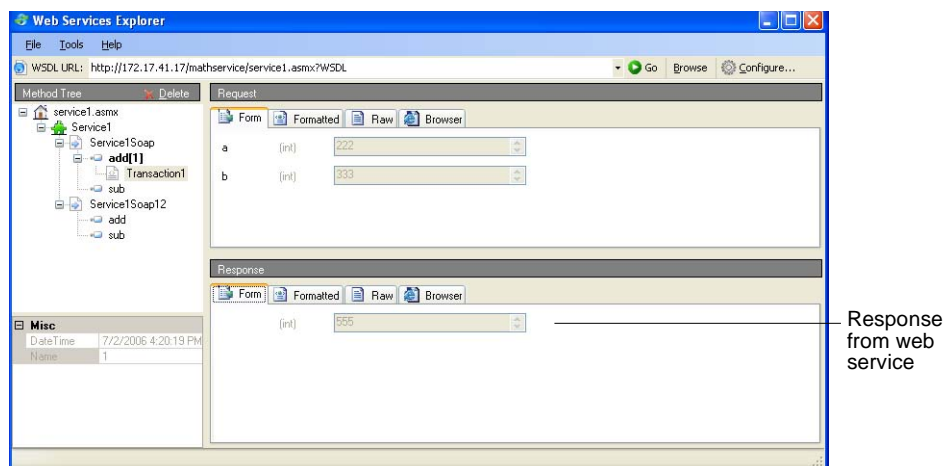 Web Services Explorer
File Tools Help
WSDL URL: http://172.17.41.17/mathservice/service1.asmx?WSDL Go Browse Configure...
Method Tree Delete
service1.asmx
Service1
Service1Soap
add[1]
Transaction1
sub
Service1Soap12
add
sub
Misc
DateTime 7/2/2006 4:20:19 PM
Name 1
Request
Form Formatted Raw Browser
a (int) 222
b (int) 333
Response
Form Formatted Raw Browser
(int) 555
Response
from web
service